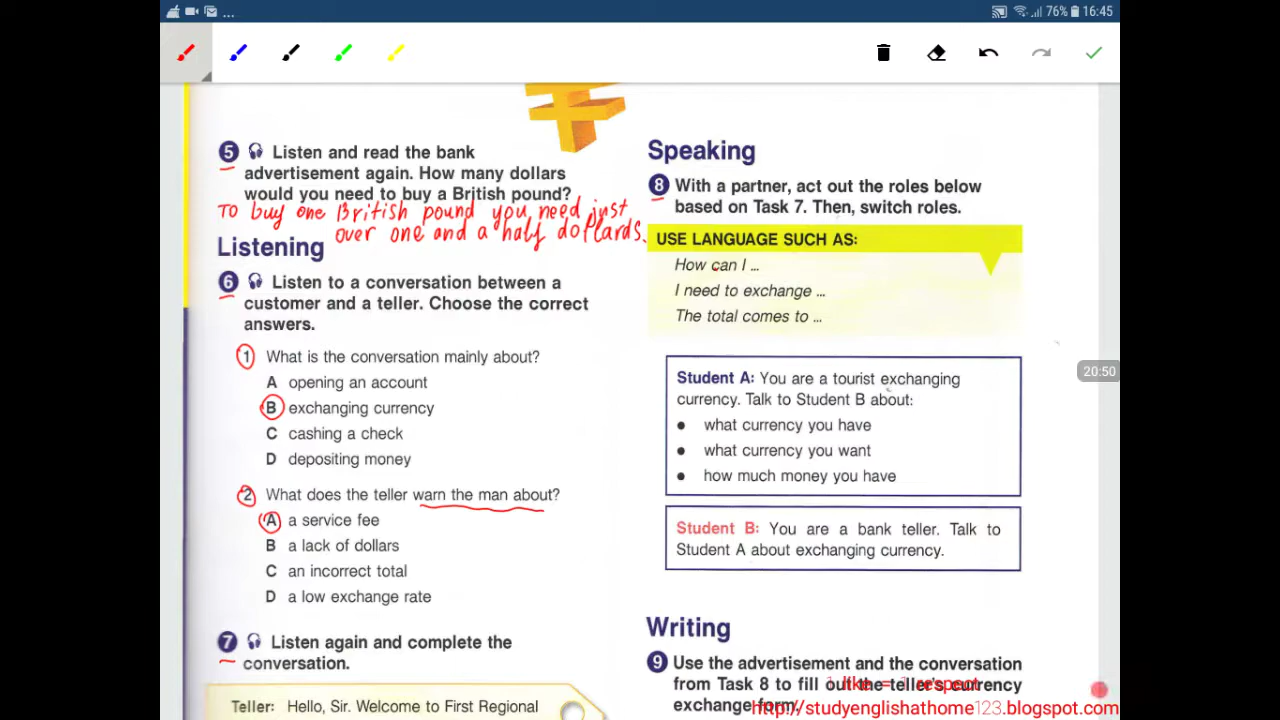 ... 76% 16:45
5 Listen and read the bank
advertisement again. How many dollars
would you need to buy a British pound?
To buy one British pound you need just
over one and a half dollards.
Listening
6 Listen to a conversation between a
customer and a teller. Choose the correct
answers.
1 What is the conversation mainly about?
A opening an account
B exchanging currency
C cashing a check
D depositing money
2 What does the teller warn the man about?
A a service fee
B a lack of dollars
C an incorrect total
D a low exchange rate
7 Listen again and complete the
conversation.
Teller: Hello, Sir. Welcome to First Regional
Speaking
8 With a partner, act out the roles below
based on Task 7. Then, switch roles.
USE LANGUAGE SUCH AS:
How can I ...
I need to exchange ...
The total comes to ...
20:50
Student A: You are a tourist exchanging
currency. Talk to Student B about:
● what currency you have
● what currency you want
● how much money you have
Student B: You are a bank teller. Talk to
Student A about exchanging currency.
Writing
9 Use the advertisement and the conversation
from Task 8 to fill out the teller's currency
exchange form.
1 like = 1 respect
http://studyenglishathome123.blogspot.com